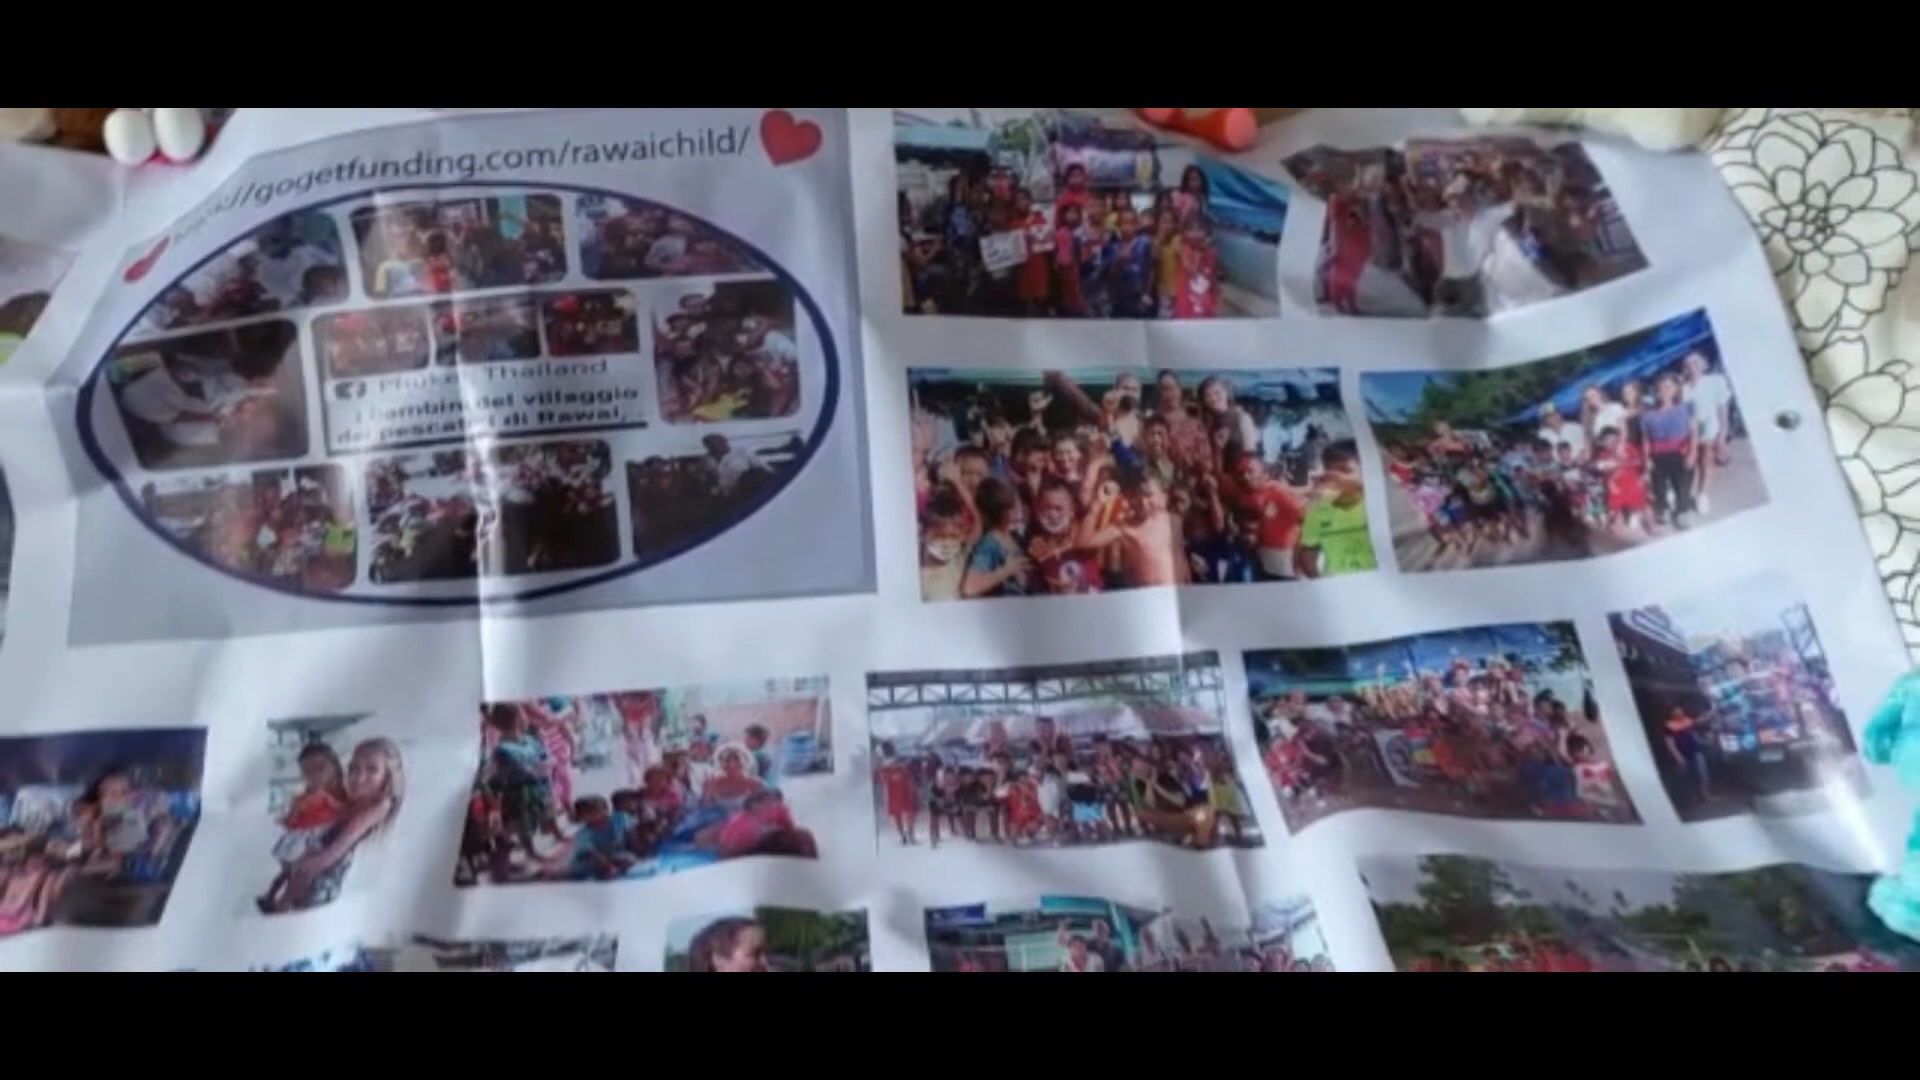 //gogetfunding.com/rawaichild/
Phuket Thailand
i bambini del villaggio
dei pescatori di Rawai,